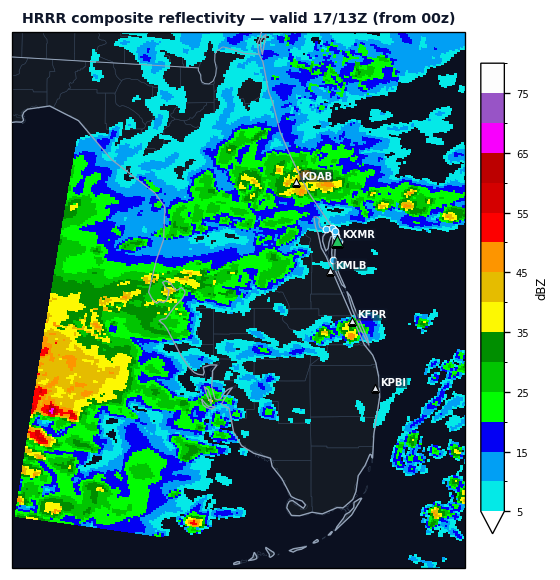 HRRR composite reflectivity — valid 17/13Z (from 00z)
KDAB
KXMR
KMLB
KFPR
KPBI
75
65
55
45
35
25
15
5
dBZ